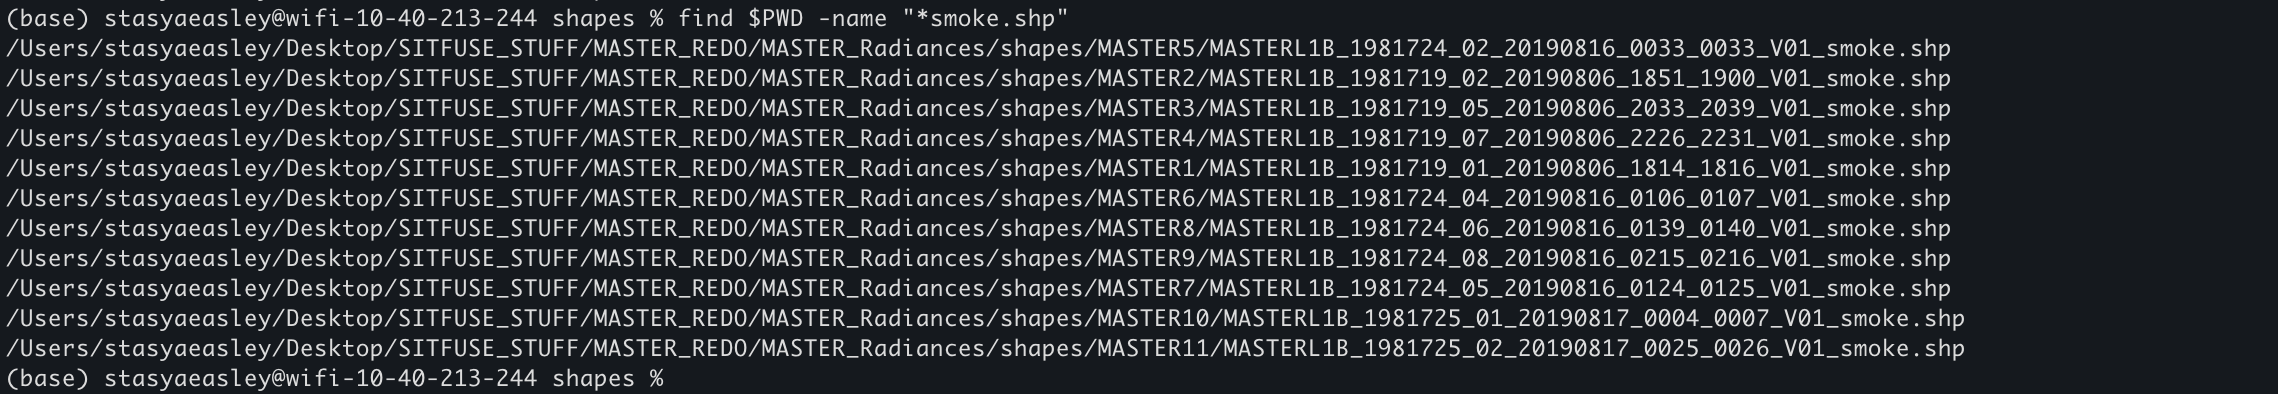 (base) stasyaeasley@wifi-10-40-213-244 shapes % find $PWD -name "*smoke.shp"
/Users/stasyaeasley/Desktop/SITFUSE_STUFF/MASTER_REDO/MASTER_Radiances/shapes/MASTER5/MASTERL1B_1981724_02_20190816_0033_0033_V01_smoke.shp
/Users/stasyaeasley/Desktop/SITFUSE_STUFF/MASTER_REDO/MASTER_Radiances/shapes/MASTER2/MASTERL1B_1981719_02_20190806_1851_1900_V01_smoke.shp
/Users/stasyaeasley/Desktop/SITFUSE_STUFF/MASTER_REDO/MASTER_Radiances/shapes/MASTER3/MASTERL1B_1981719_05_20190806_2033_2039_V01_smoke.shp
/Users/stasyaeasley/Desktop/SITFUSE_STUFF/MASTER_REDO/MASTER_Radiances/shapes/MASTER4/MASTERL1B_1981719_07_20190806_2226_2231_V01_smoke.shp
/Users/stasyaeasley/Desktop/SITFUSE_STUFF/MASTER_REDO/MASTER_Radiances/shapes/MASTER1/MASTERL1B_1981719_01_20190806_1814_1816_V01_smoke.shp
/Users/stasyaeasley/Desktop/SITFUSE_STUFF/MASTER_REDO/MASTER_Radiances/shapes/MASTER6/MASTERL1B_1981724_04_20190816_0106_0107_V01_smoke.shp
/Users/stasyaeasley/Desktop/SITFUSE_STUFF/MASTER_REDO/MASTER_Radiances/shapes/MASTER8/MASTERL1B_1981724_06_20190816_0139_0140_V01_smoke.shp
/Users/stasyaeasley/Desktop/SITFUSE_STUFF/MASTER_REDO/MASTER_Radiances/shapes/MASTER9/MASTERL1B_1981724_08_20190816_0215_0216_V01_smoke.shp
/Users/stasyaeasley/Desktop/SITFUSE_STUFF/MASTER_REDO/MASTER_Radiances/shapes/MASTER7/MASTERL1B_1981724_05_20190816_0124_0125_V01_smoke.shp
/Users/stasyaeasley/Desktop/SITFUSE_STUFF/MASTER_REDO/MASTER_Radiances/shapes/MASTER10/MASTERL1B_1981725_01_20190817_0004_0007_V01_smoke.shp
/Users/stasyaeasley/Desktop/SITFUSE_STUFF/MASTER_REDO/MASTER_Radiances/shapes/MASTER11/MASTERL1B_1981725_02_20190817_0025_0026_V01_smoke.shp
(base) stasyaeasley@wifi-10-40-213-244 shapes %